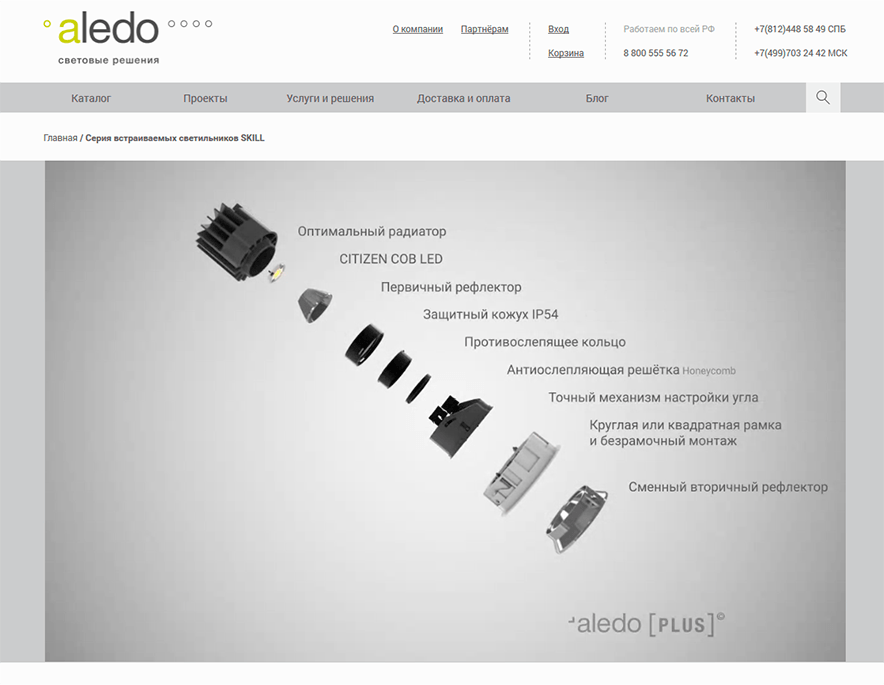 aledo
световые решения
О компании
Партнёрам
Вход
Корзина
Работаем по всей РФ
8 800 555 56 72
+7(812)448 58 49 СПБ
+7(499)703 24 42 МСК
Каталог
Проекты
Услуги и решения
Доставка и оплата
Блог
Контакты
Главная / Серия встраиваемых светильников SKILL
Оптимальный радиатор
CITIZEN COB LED
Первичный рефлектор
Защитный кожух IP54
Противослепящее кольцо
Антиослепляющая решётка Honeycomb
Точный механизм настройки угла
Круглая или квадратная рамка
и безрамочный монтаж
Сменный вторичный рефлектор
aledo [PLUS]©